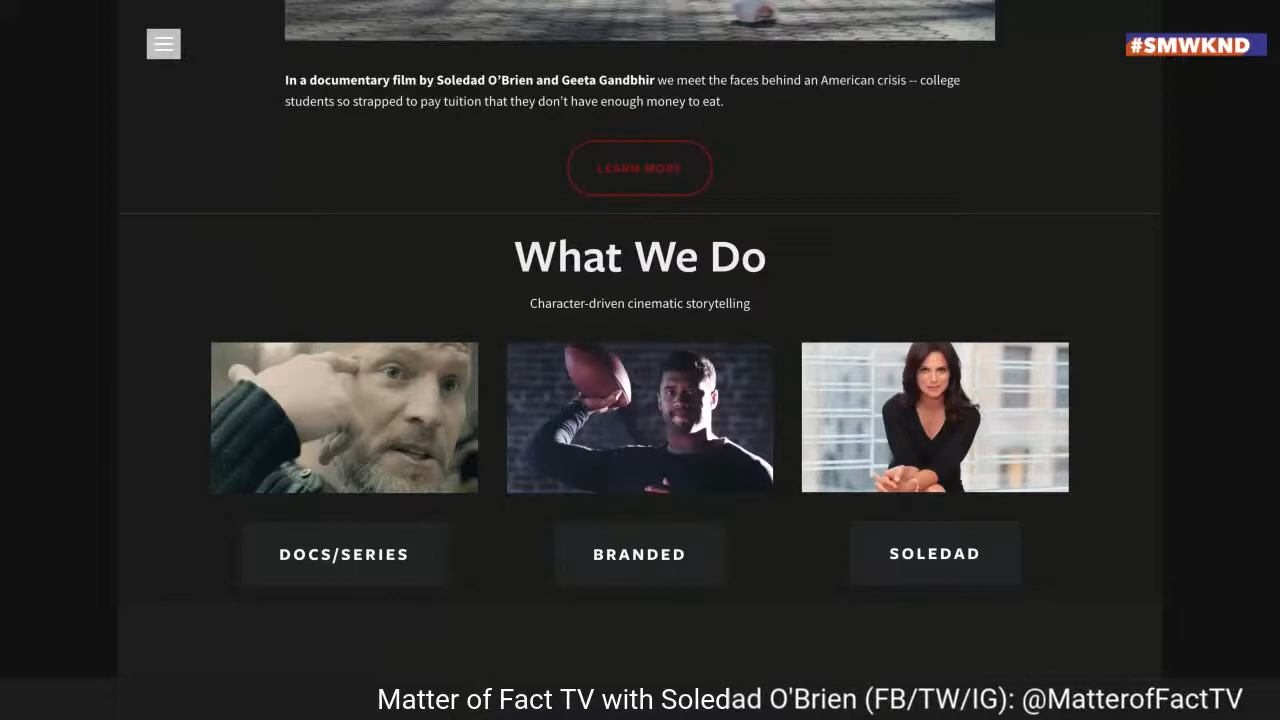 #SMWKND
In a documentary film by Soledad O'Brien and Geeta Gandbhir we meet the faces behind an American crisis -- college
students so strapped to pay tuition that they don't have enough money to eat.
LEARN MORE
What We Do
Character-driven cinematic storytelling
DOCS/SERIES
BRANDED
SOLEDAD
Matter of Fact TV with Soledad O'Brien (FB/TW/IG): @MatterofFactTV